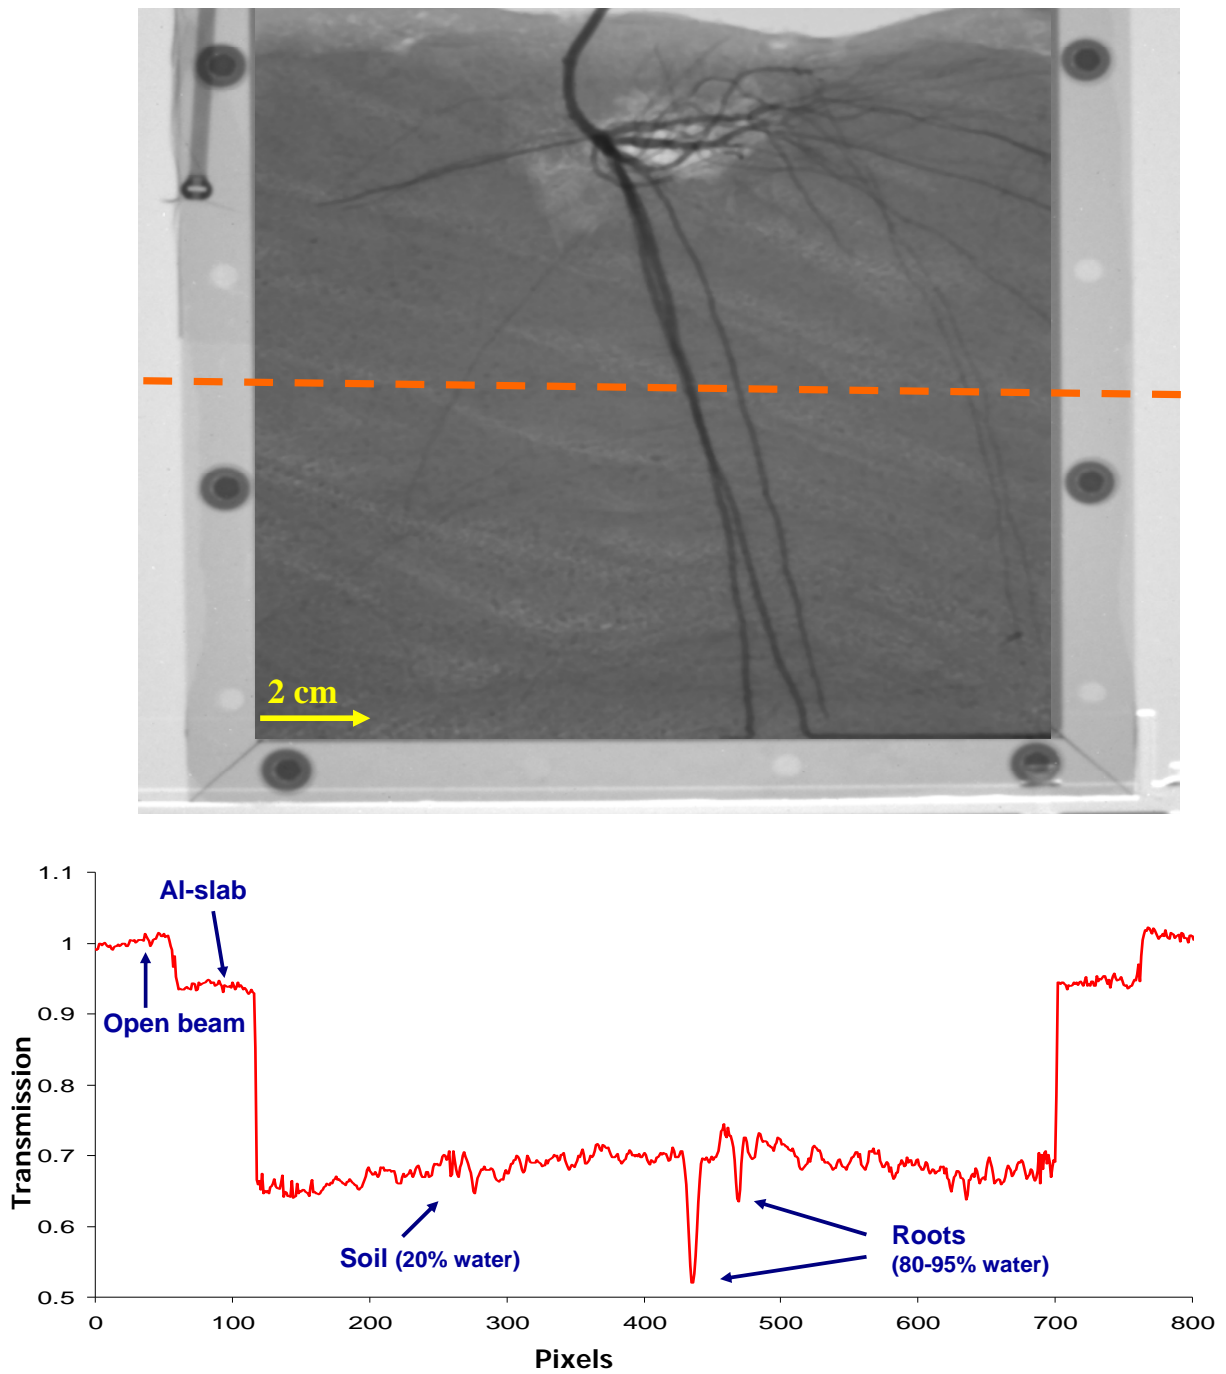 2 cm
1.1
Al-slab
1
Open beam
0.9
0.8
0.7
0.6
0.5
Transmission
Soil (20% water)
Roots
(80-95% water)
0 100 200 300 400 500 600 700 800
Pixels